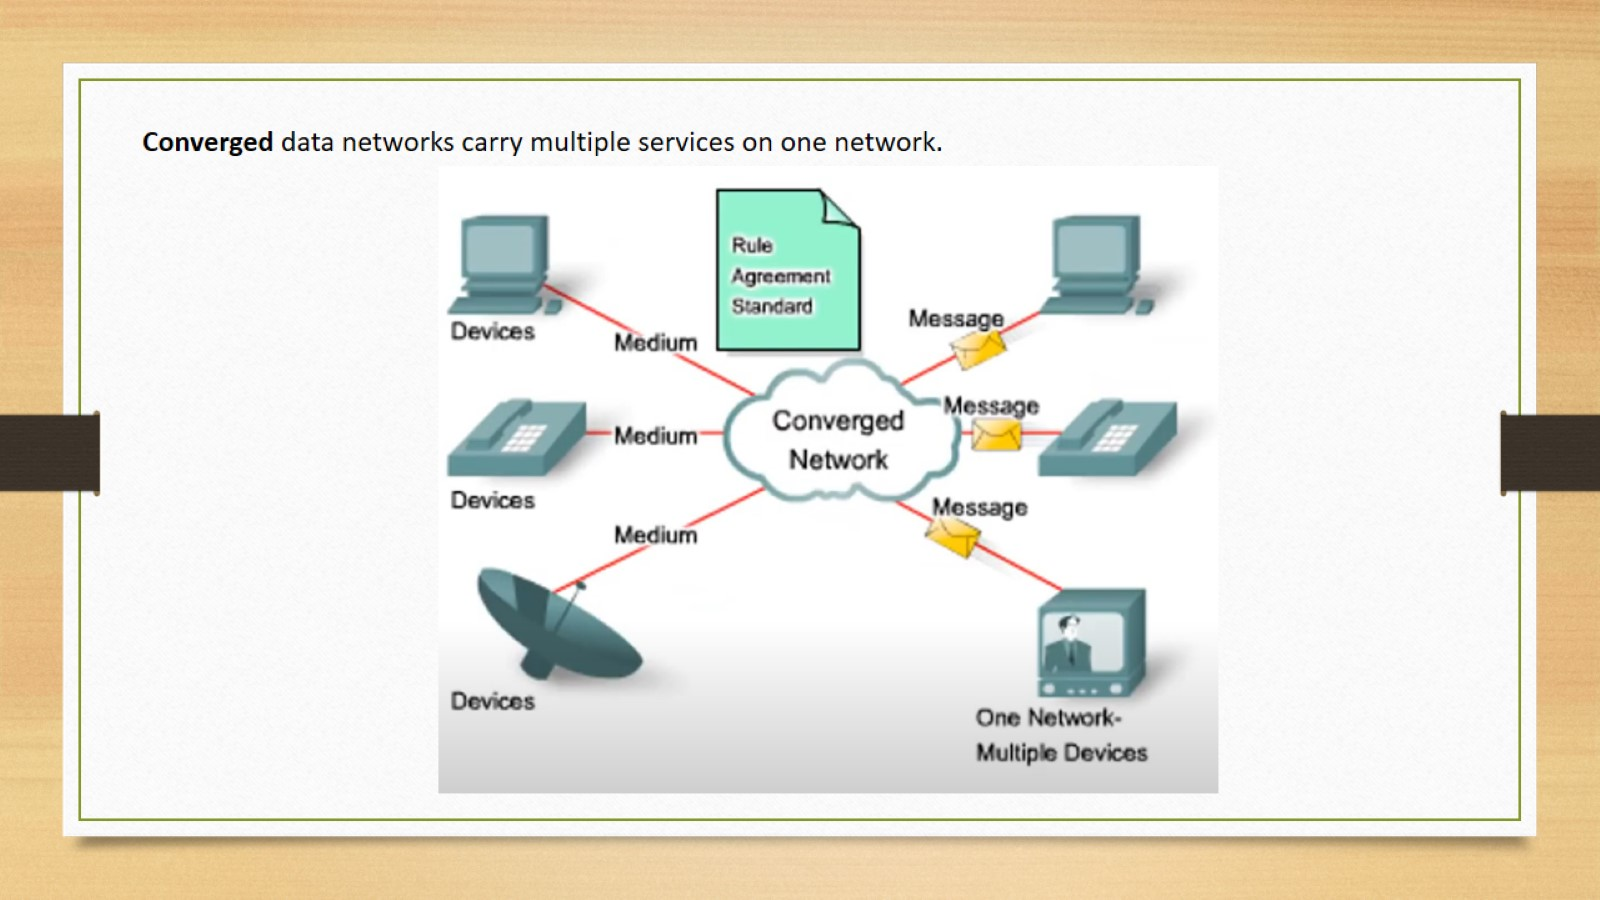 Converged data networks carry multiple services on one network.
Rule
Agreement
Standard
Devices
Medium
Message
Devices
Medium
Converged
Network
Message
Devices
Medium
Message
One Network-
Multiple Devices